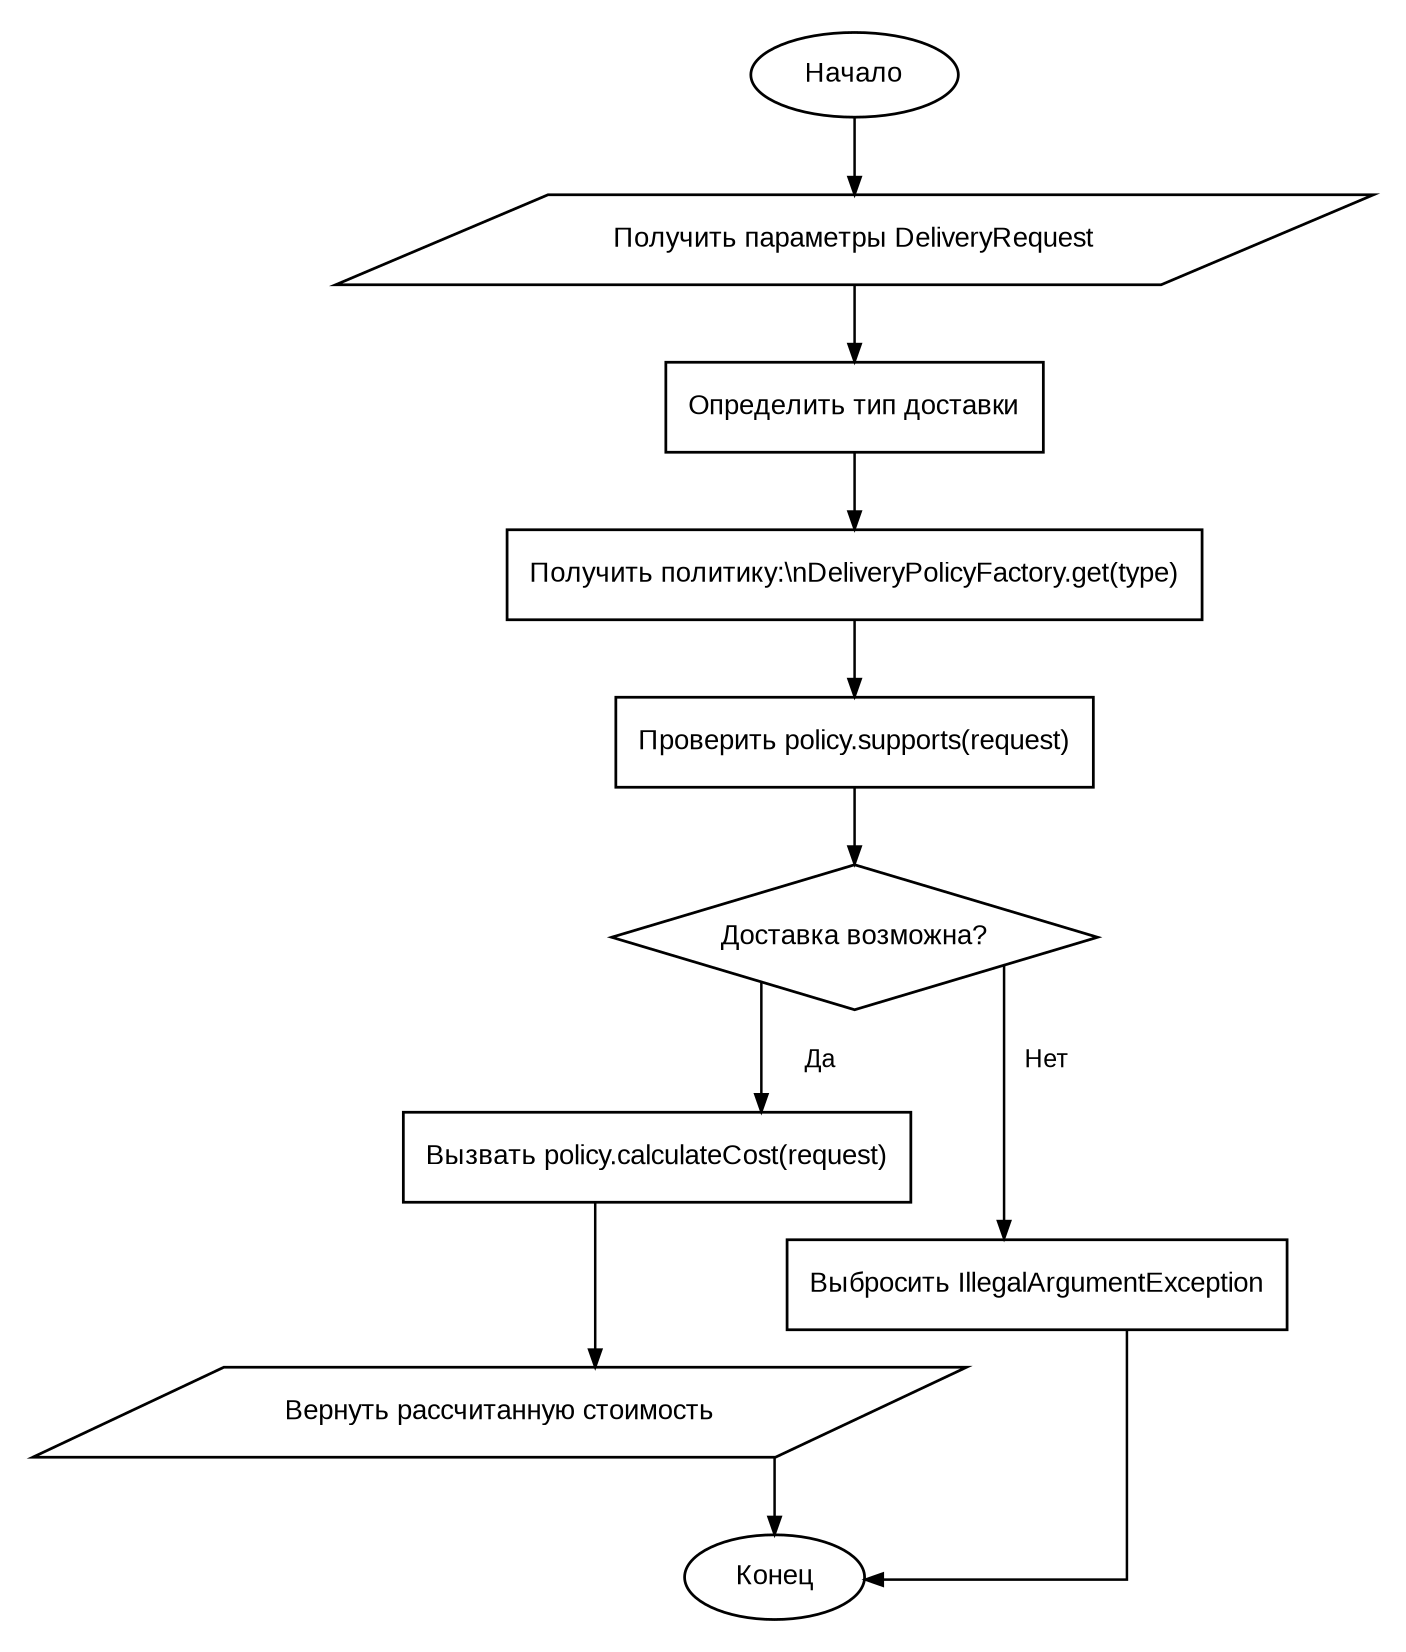 Начало
Получить параметры DeliveryRequest
Определить тип доставки
Получить политику:\nDeliveryPolicyFactory.get(type)
Проверить policy.supports(request)
Доставка возможна?
Да
Нет
Вызвать policy.calculateCost(request)
Выбросить IllegalArgumentException
Вернуть рассчитанную стоимость
Конец